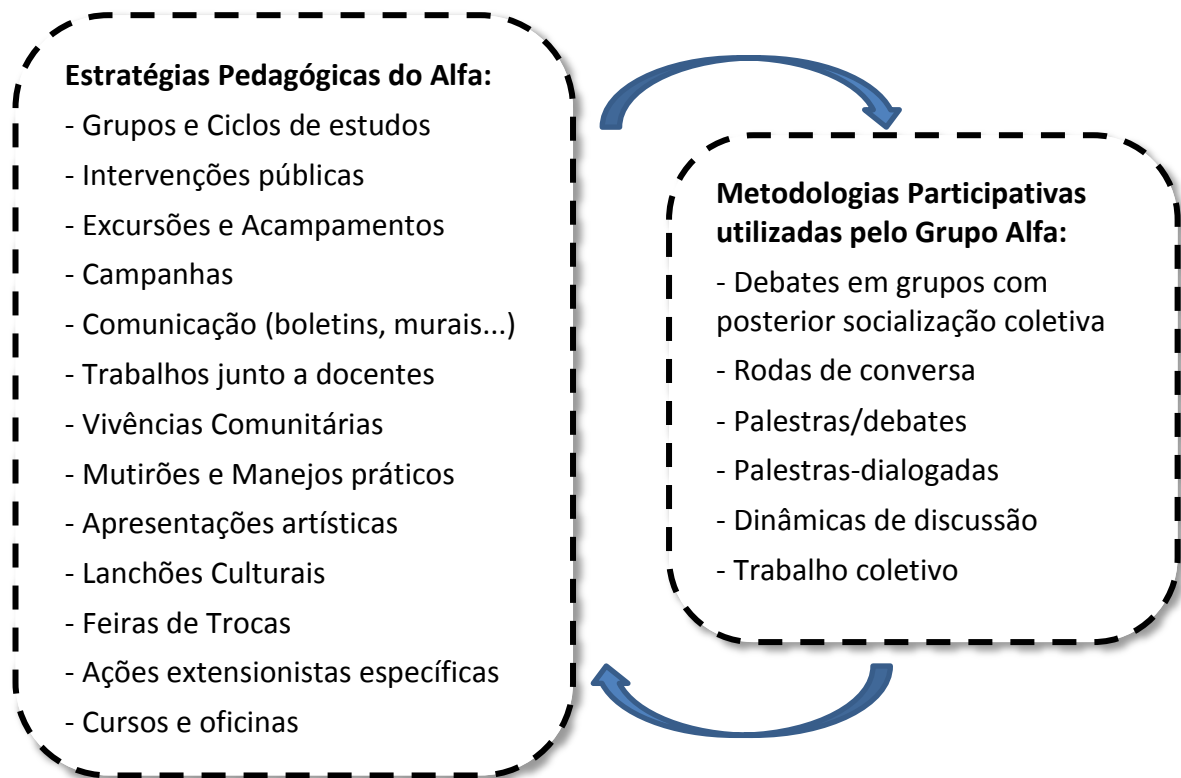 Estratégias Pedagógicas do Alfa:
- Grupos e Ciclos de estudos
- Intervenções públicas
- Excursões e Acampamentos
- Campanhas
- Comunicação (boletins, murais...)
- Trabalhos junto a docentes
- Vivências Comunitárias
- Mutirões e Manejos práticos
- Apresentações artísticas
- Lanchões Culturais
- Feiras de Trocas
- Ações extensionistas específicas
- Cursos e oficinas
Metodologias Participativas
utilizadas pelo Grupo Alfa:
- Debates em grupos com
posterior socialização coletiva
- Rodas de conversa
- Palestras/debates
- Palestras-dialogadas
- Dinâmicas de discussão
- Trabalho coletivo